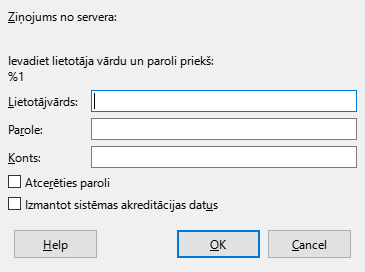 Ziņojums no servera:
Ievadiet lietotāja vārdu un paroli priekš:
%1
Lietotājvārds:
Parole:
Konts:
Atcerēties paroli
Izmantot sistēmas akreditācijas datus
Help OK Cancel